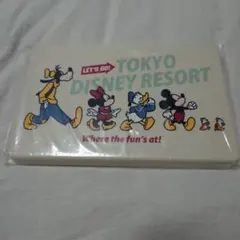 LET'S GO! TOKYO
DISNEY RESORT
Where the fun's at!